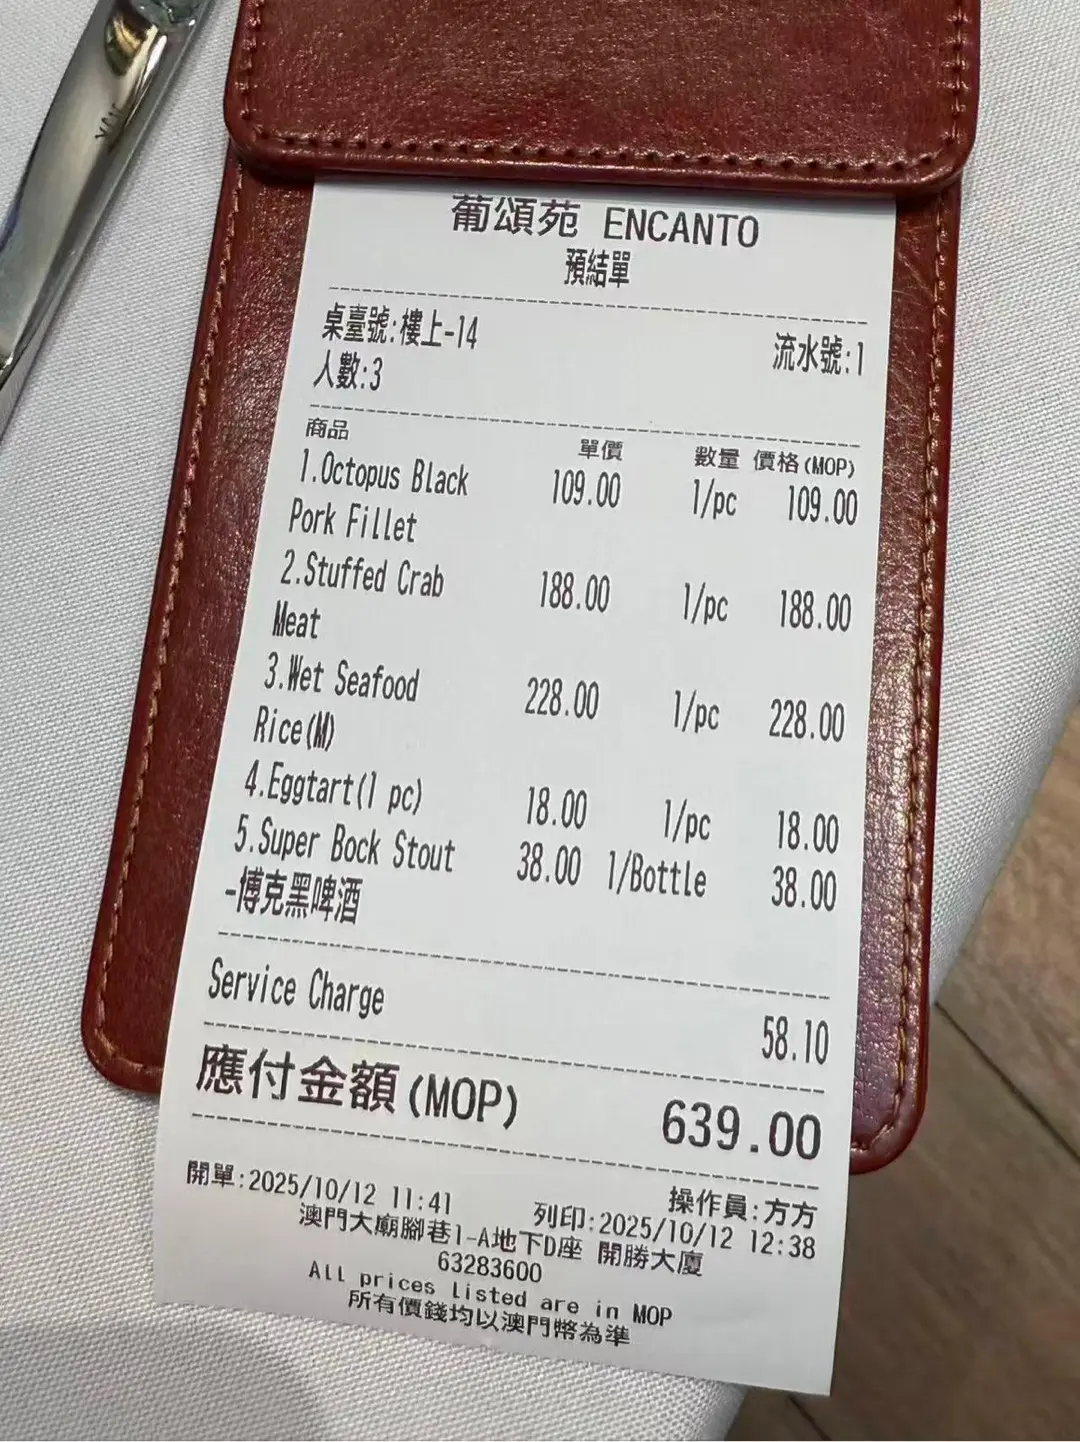 葡頌苑 ENCANTO
預結單
桌臺號:樓上-14 流水號:1
人數:3
商品 單價 數量 價格(MOP)
1.Octopus Black 109.00 1/pc 109.00
Pork Fillet
2.Stuffed Crab 188.00 1/pc 188.00
Meat
3.Wet Seafood 228.00 1/pc 228.00
Rice(M)
4.Eggtart(1 pc) 18.00 1/pc 18.00
5.Super Bock Stout 38.00 1/Bottle 38.00
-博克黑啤酒
Service Charge 58.10
應付金額(MOP) 639.00
操作員:方方
開單:2025/10/12 11:41 列印:2025/10/12 12:38
澳門大廟腳巷1-A地下D座 開勝大廈
63283600
All prices listed are in MOP
所有價錢均以澳門幣為準